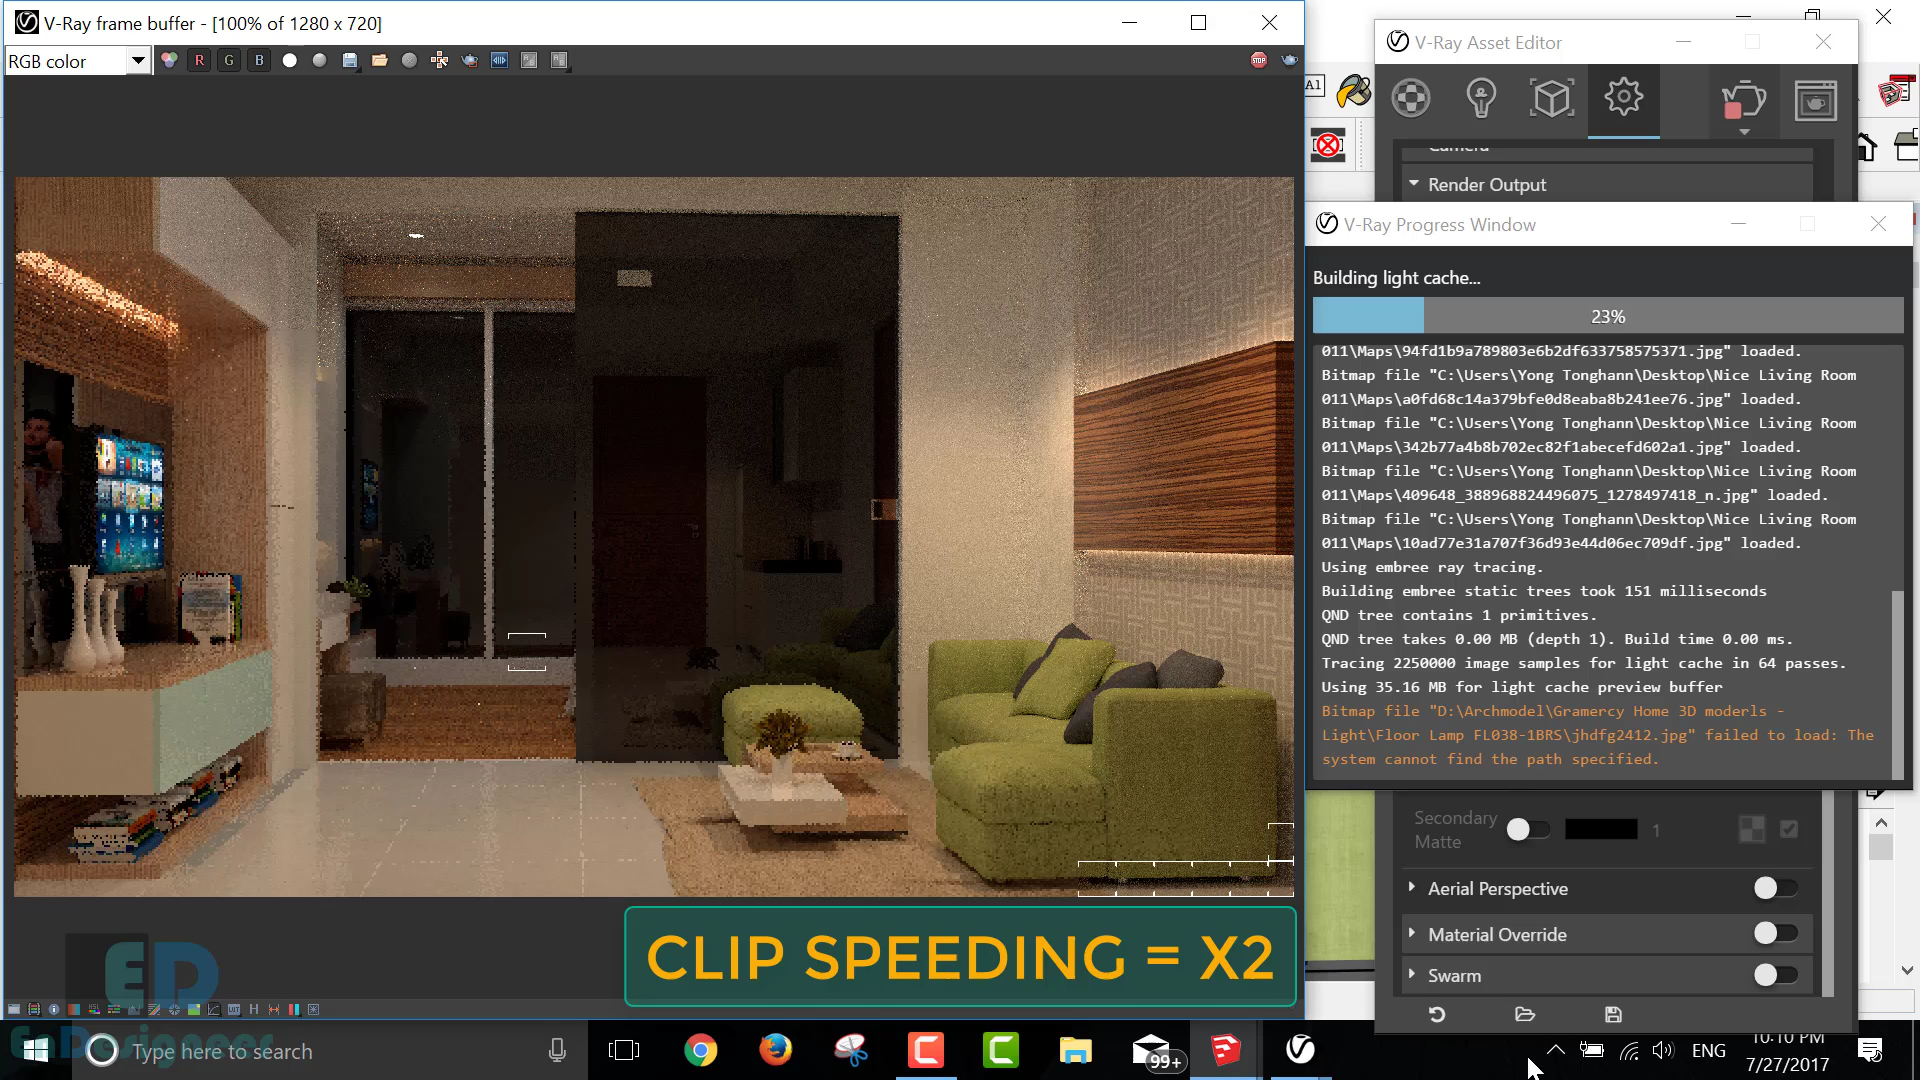 V-Ray frame buffer - [100% of 1280 x 720]
RGB color
R G B
STOP
A1
V-Ray Asset Editor
Camera
Render Output
V-Ray Progress Window
Building light cache...
23%
011\Maps\94fd1b9a789803e6b2df633758575371.jpg" loaded.
Bitmap file "C:\Users\Yong Tonghann\Desktop\Nice Living Room
011\Maps\a0fd68c14a379bfe0d8eaba8b241ee76.jpg" loaded.
Bitmap file "C:\Users\Yong Tonghann\Desktop\Nice Living Room
011\Maps\342b77a4b8b702ec82f1abecefd602a1.jpg" loaded.
Bitmap file "C:\Users\Yong Tonghann\Desktop\Nice Living Room
011\Maps\409648_388968824496075_1278497418_n.jpg" loaded.
Bitmap file "C:\Users\Yong Tonghann\Desktop\Nice Living Room
011\Maps\10ad77e31a707f36d93e44d06ec709df.jpg" loaded.
Using embree ray tracing.
Building embree static trees took 151 milliseconds
QND tree contains 1 primitives.
QND tree takes 0.00 MB (depth 1). Build time 0.00 ms.
Tracing 2250000 image samples for light cache in 64 passes.
Using 35.16 MB for light cache preview buffer
Bitmap file "D:\Archmodel\Gramercy Home 3D moderls -
Light\Floor Lamp FL038-1BRS\jhdfg2412.jpg" failed to load: The
system cannot find the path specified.
Secondary
Matte
1
Aerial Perspective
Material Override
Swarm
CLIP SPEEDING = X2
ED
EnDesigneer
Type here to search
99+
ENG
10:10 PM
7/27/2017